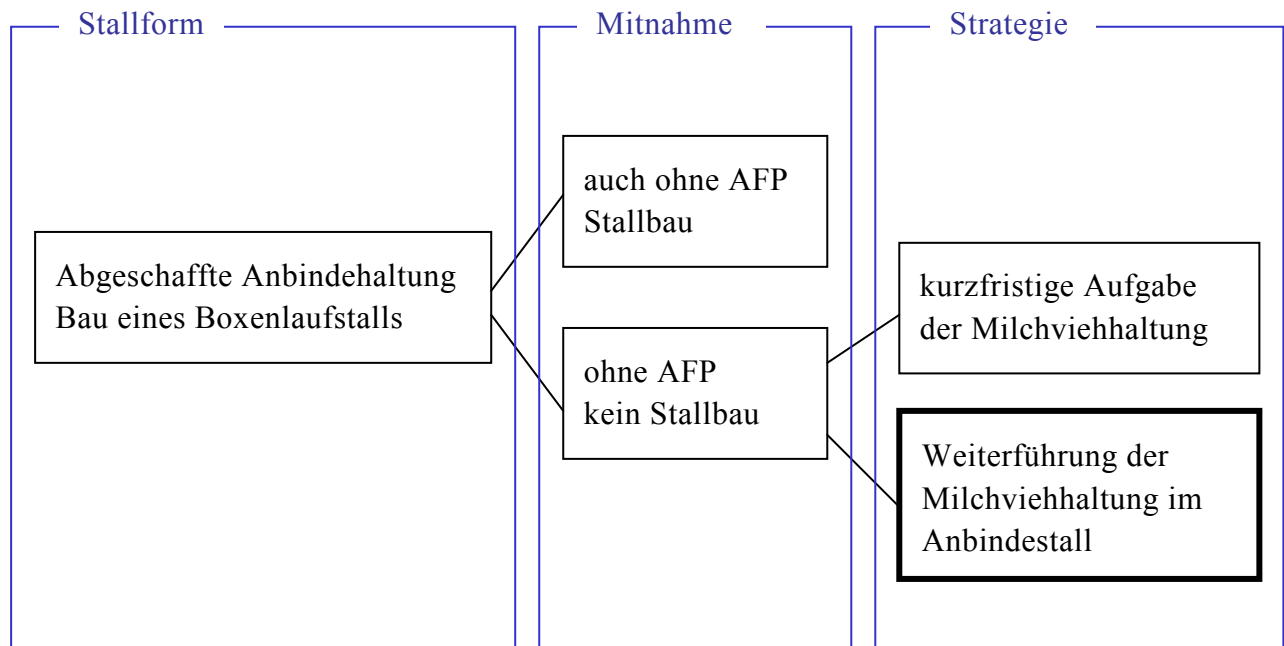 Stallform
Mitnahme
Strategie
Abgeschaffte Anbindehaltung
Bau eines Boxenlaufstalls
auch ohne AFP
Stallbau
ohne AFP
kein Stallbau
kurzfristige Aufgabe
der Milchviehhaltung
Weiterführung der
Milchviehhaltung im
Anbindestall